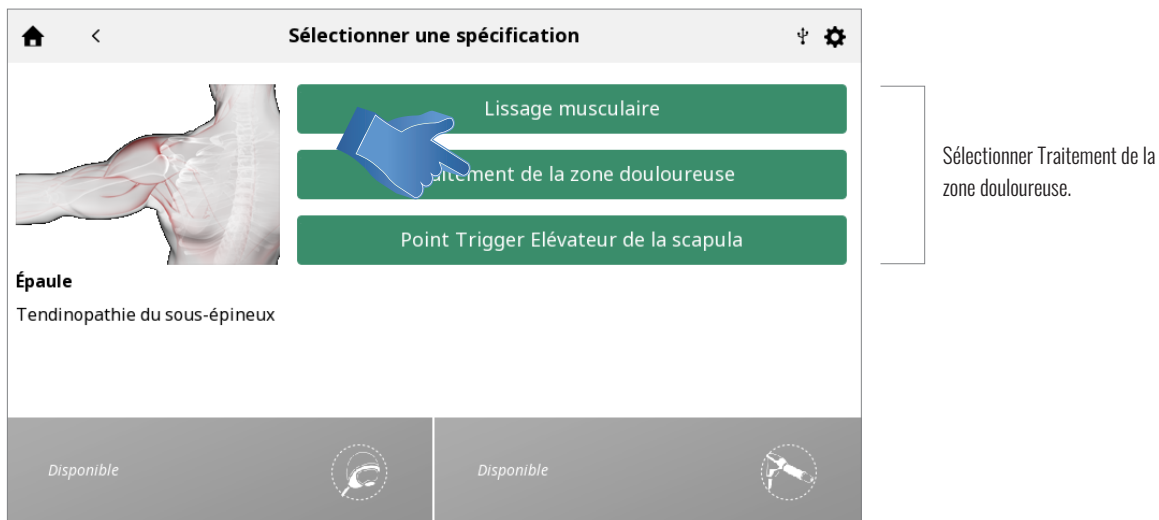 Sélectionner une spécification
Lissage musculaire
aitement de la zone douloureuse
Point Trigger Elévateur de la scapula
Épaule
Tendinopathie du sous-épineux
Disponible
Disponible
Sélectionner Traitement de la
zone douloureuse.